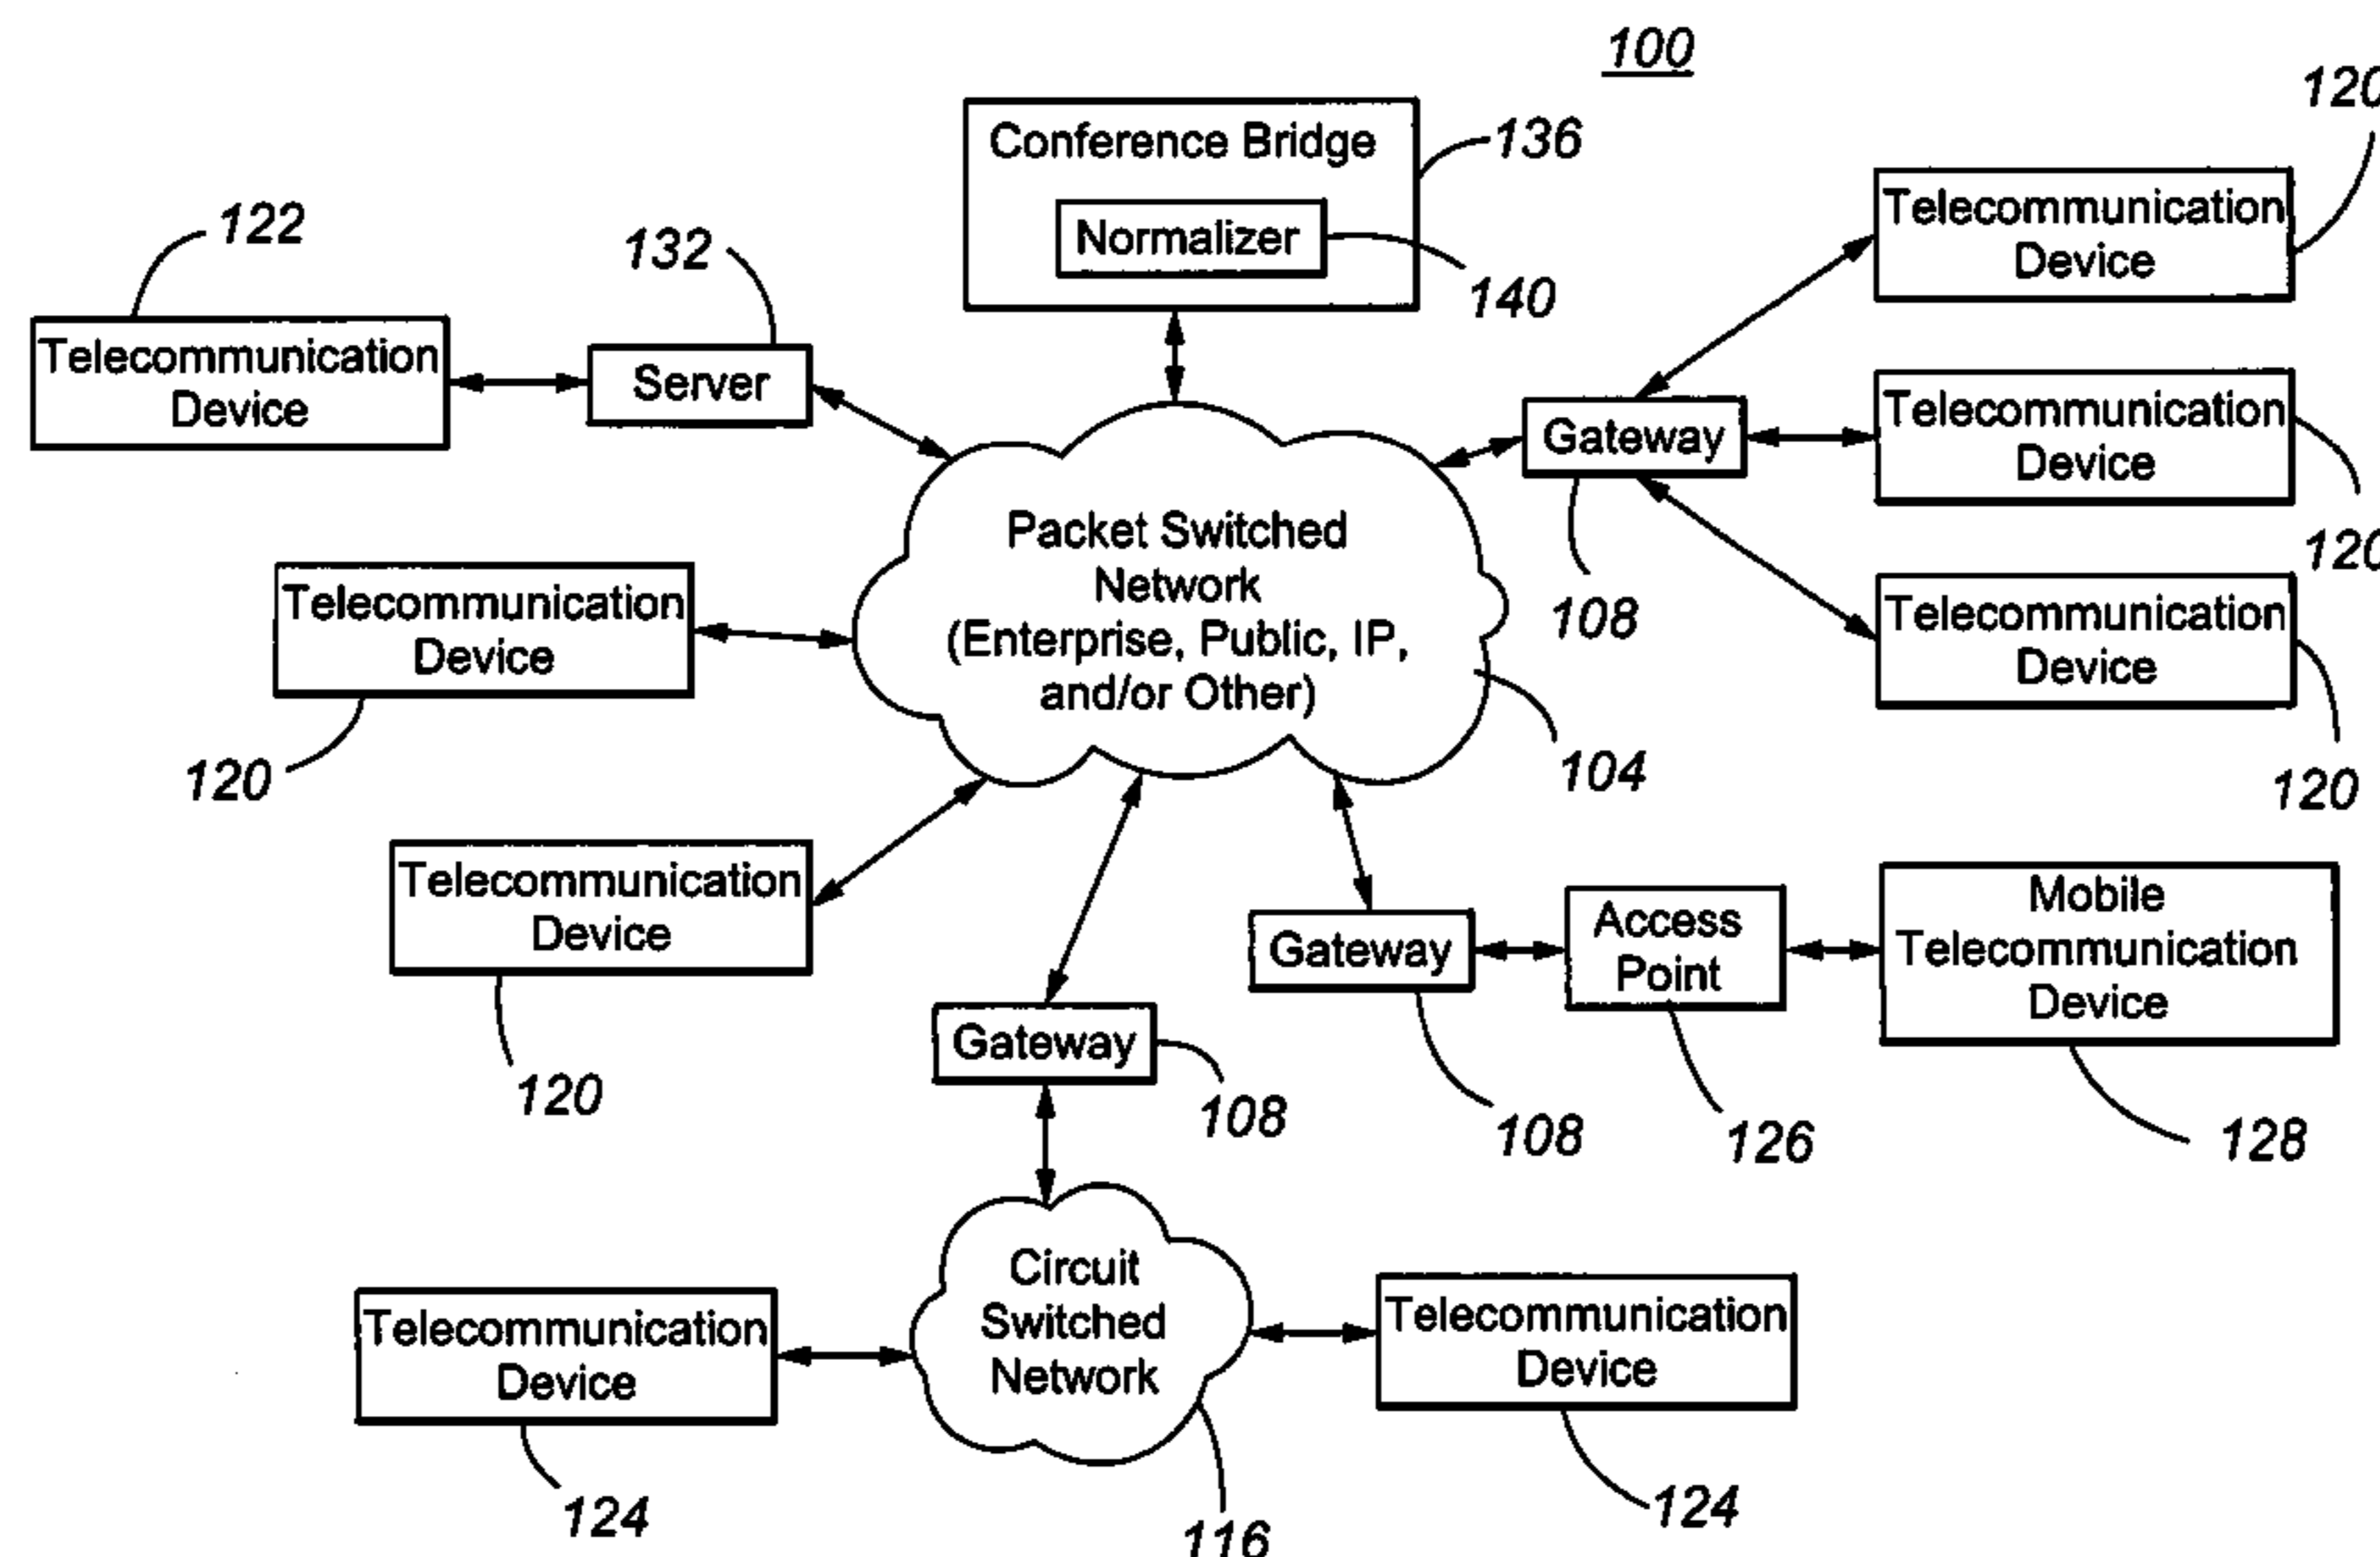 100
120
Conference Bridge
136
Normalizer
140
Telecommunication
Device
122
132
Telecommunication
Device
Server
Gateway
Telecommunication
Device
108
120
Packet Switched
Network
(Enterprise, Public, IP,
and/or Other)
104
Telecommunication
Device
120
Telecommunication
Device
120
Telecommunication
Device
120
Gateway
108
Gateway
108
Access
Point
126
Mobile
Telecommunication
Device
128
Circuit
Switched
Network
116
Telecommunication
Device
124
Telecommunication
Device
124